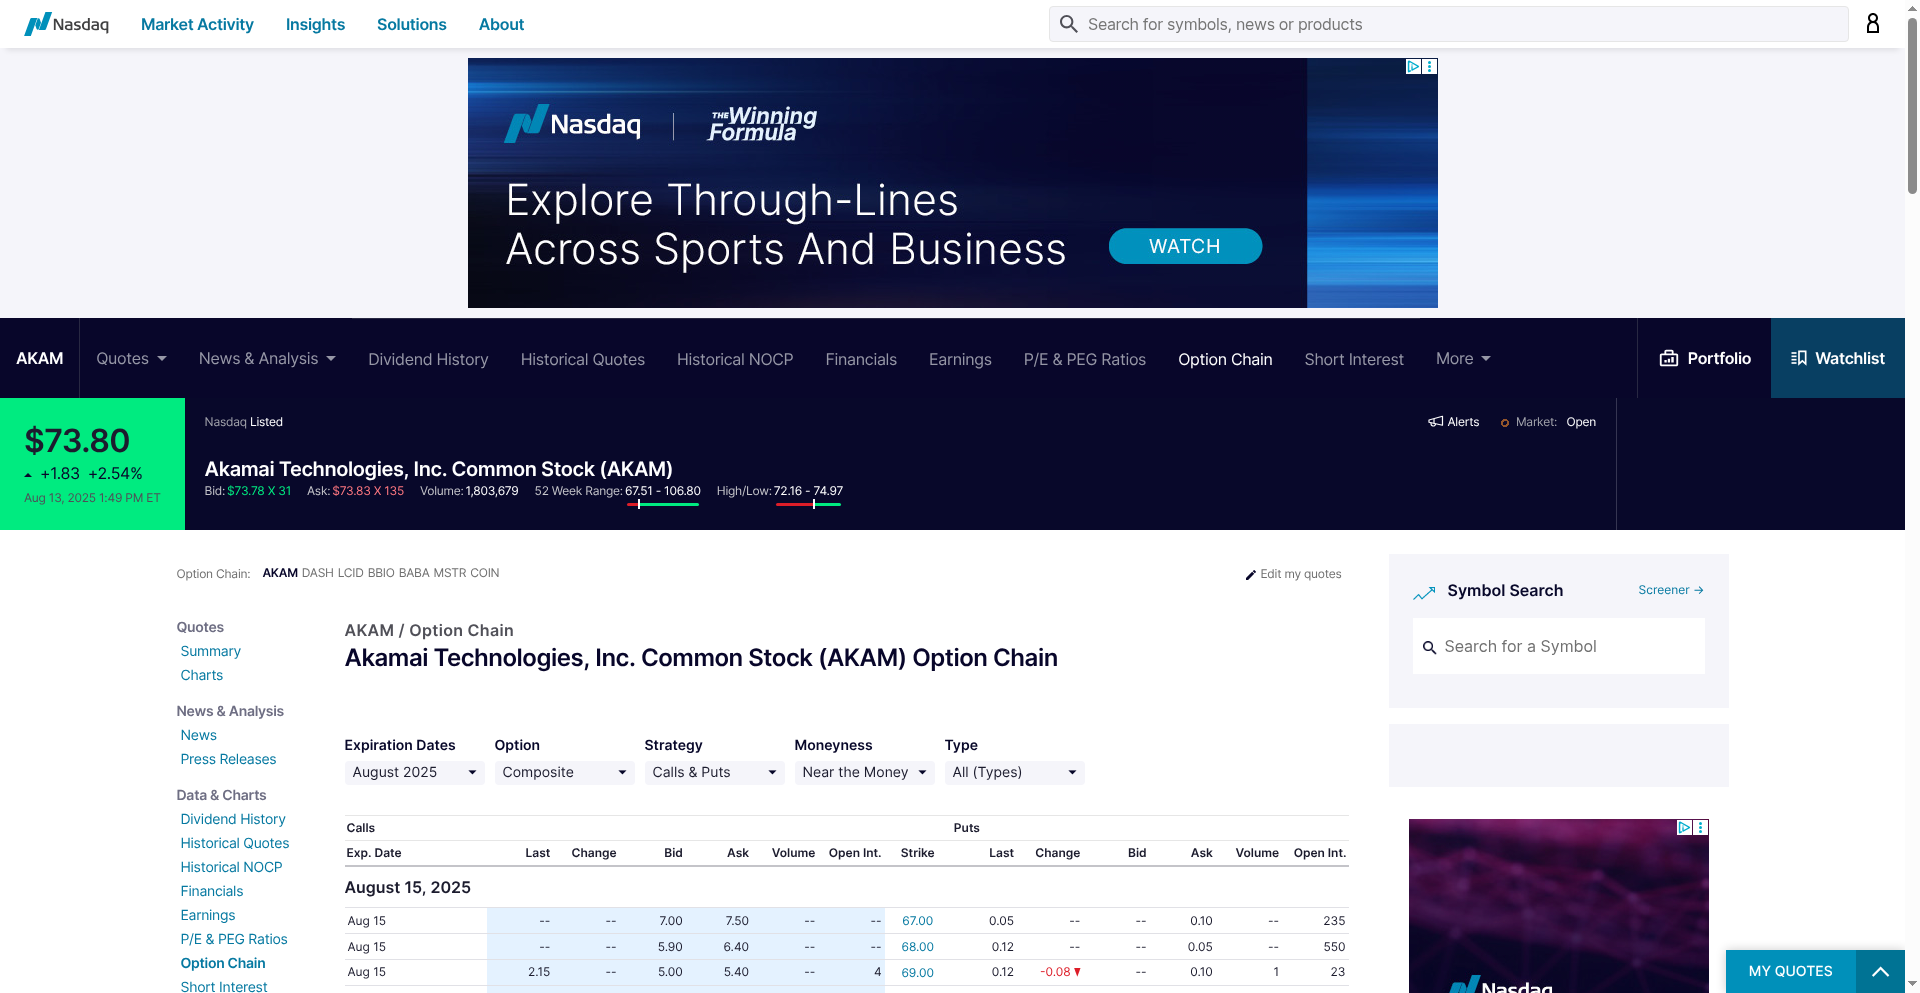 Nasdaq Market Activity Insights Solutions About Search for symbols, news or products
Nasdaq THE Winning Formula
Explore Through-Lines
Across Sports And Business
WATCH
AKAM Quotes News & Analysis Dividend History Historical Quotes Historical NOCP Financials Earnings P/E & PEG Ratios Option Chain Short Interest More Portfolio Watchlist
$73.80
+1.83 +2.54%
Aug 13, 2025 1:49 PM ET
Nasdaq Listed
Alerts Market: Open
Akamai Technologies, Inc. Common Stock (AKAM)
Bid: $73.78 X 31 Ask: $73.83 X 135 Volume: 1,803,679 52 Week Range: 67.51 - 106.80 High/Low: 72.16 - 74.97
Option Chain: AKAM DASH LCID BBIO BABA MSTR COIN
Edit my quotes
Quotes
Summary
Charts
News & Analysis
News
Press Releases
Data & Charts
Dividend History
Historical Quotes
Historical NOCP
Financials
Earnings
P/E & PEG Ratios
Option Chain
Short Interest
AKAM / Option Chain
Akamai Technologies, Inc. Common Stock (AKAM) Option Chain
Expiration Dates Option Strategy Moneyness Type
August 2025 Composite Calls & Puts Near the Money All (Types)
Calls Puts
Exp. Date Last Change Bid Ask Volume Open Int. Strike Last Change Bid Ask Volume Open Int.
August 15, 2025
Aug 15 -- -- 7.00 7.50 -- -- 67.00 0.05 -- -- 0.10 -- 235
Aug 15 -- -- 5.90 6.40 -- -- 68.00 0.12 -- -- 0.05 -- 550
Aug 15 2.15 -- 5.00 5.40 -- 4 69.00 0.12 -0.08 -- 0.10 1 23
Symbol Search Screener →
Search for a Symbol
Nasdaq
MY QUOTES